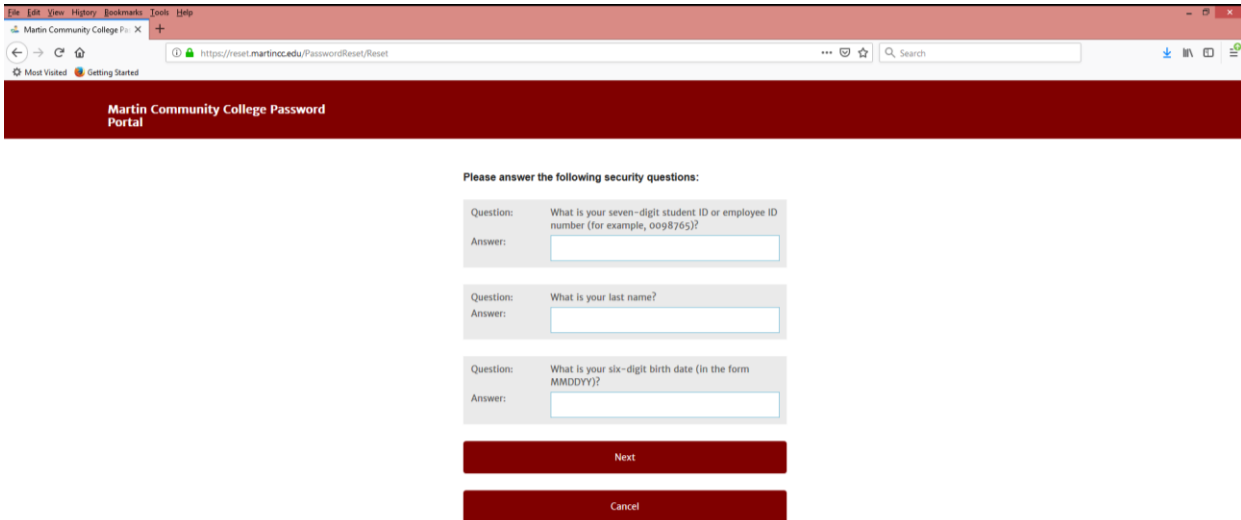 File Edit View History Bookmarks Tools Help
Martin Community College Pa
https://reset.martincc.edu/PasswordReset/Reset
Search
Most Visited Getting Started
Martin Community College Password
Portal
Please answer the following security questions:
Question: What is your seven-digit student ID or employee ID
number (for example, 0098765)?
Answer:
Question: What is your last name?
Answer:
Question: What is your six-digit birth date (in the form
MMDDYY)?
Answer:
Next
Cancel